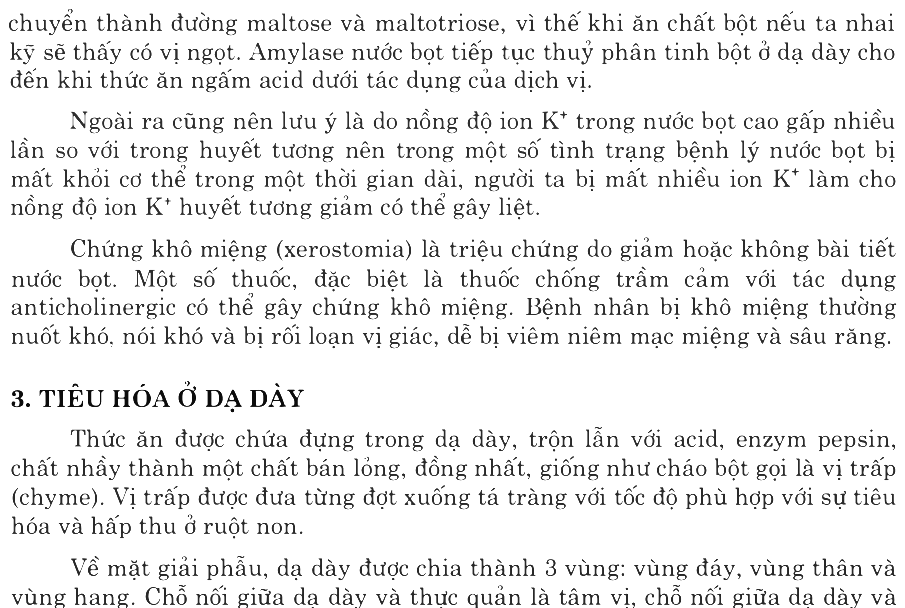 chuyển thành đường maltose và maltotriose, vì thế khi ăn chất bột nếu ta nhai
kỹ sẽ thấy có vị ngọt. Amylase nước bọt tiếp tục thuỷ phân tinh bột ở dạ dày cho
đến khi thức ăn ngấm acid dưới tác dụng của dịch vị.
Ngoài ra cũng nên lưu ý là do nồng độ ion K⁺ trong nước bọt cao gấp nhiều
lần so với trong huyết tương nên trong một số tình trạng bệnh lý nước bọt bị
mất khỏi cơ thể trong một thời gian dài, người ta bị mất nhiều ion K⁺ làm cho
nồng độ ion K⁺ huyết tương giảm có thể gây liệt.
Chứng khô miệng (xerostomia) là triệu chứng do giảm hoặc không bài tiết
nước bọt. Một số thuốc, đặc biệt là thuốc chống trầm cảm với tác dụng
anticholinergic có thể gây chứng khô miệng. Bệnh nhân bị khô miệng thường
nuốt khó, nói khó và bị rối loạn vị giác, dễ bị viêm niêm mạc miệng và sâu răng.
3. TIÊU HÓA Ở DẠ DÀY
Thức ăn được chứa đựng trong dạ dày, trộn lẫn với acid, enzym pepsin,
chất nhầy thành một chất bán lỏng, đồng nhất, giống như cháo bột gọi là vị trấp
(chyme). Vị trấp được đưa từng đợt xuống tá tràng với tốc độ phù hợp với sự tiêu
hóa và hấp thu ở ruột non.
Về mặt giải phẫu, dạ dày được chia thành 3 vùng: vùng đáy, vùng thân và
vùng hang. Chỗ nối giữa dạ dày và thực quản là tâm vị, chỗ nối giữa dạ dày và